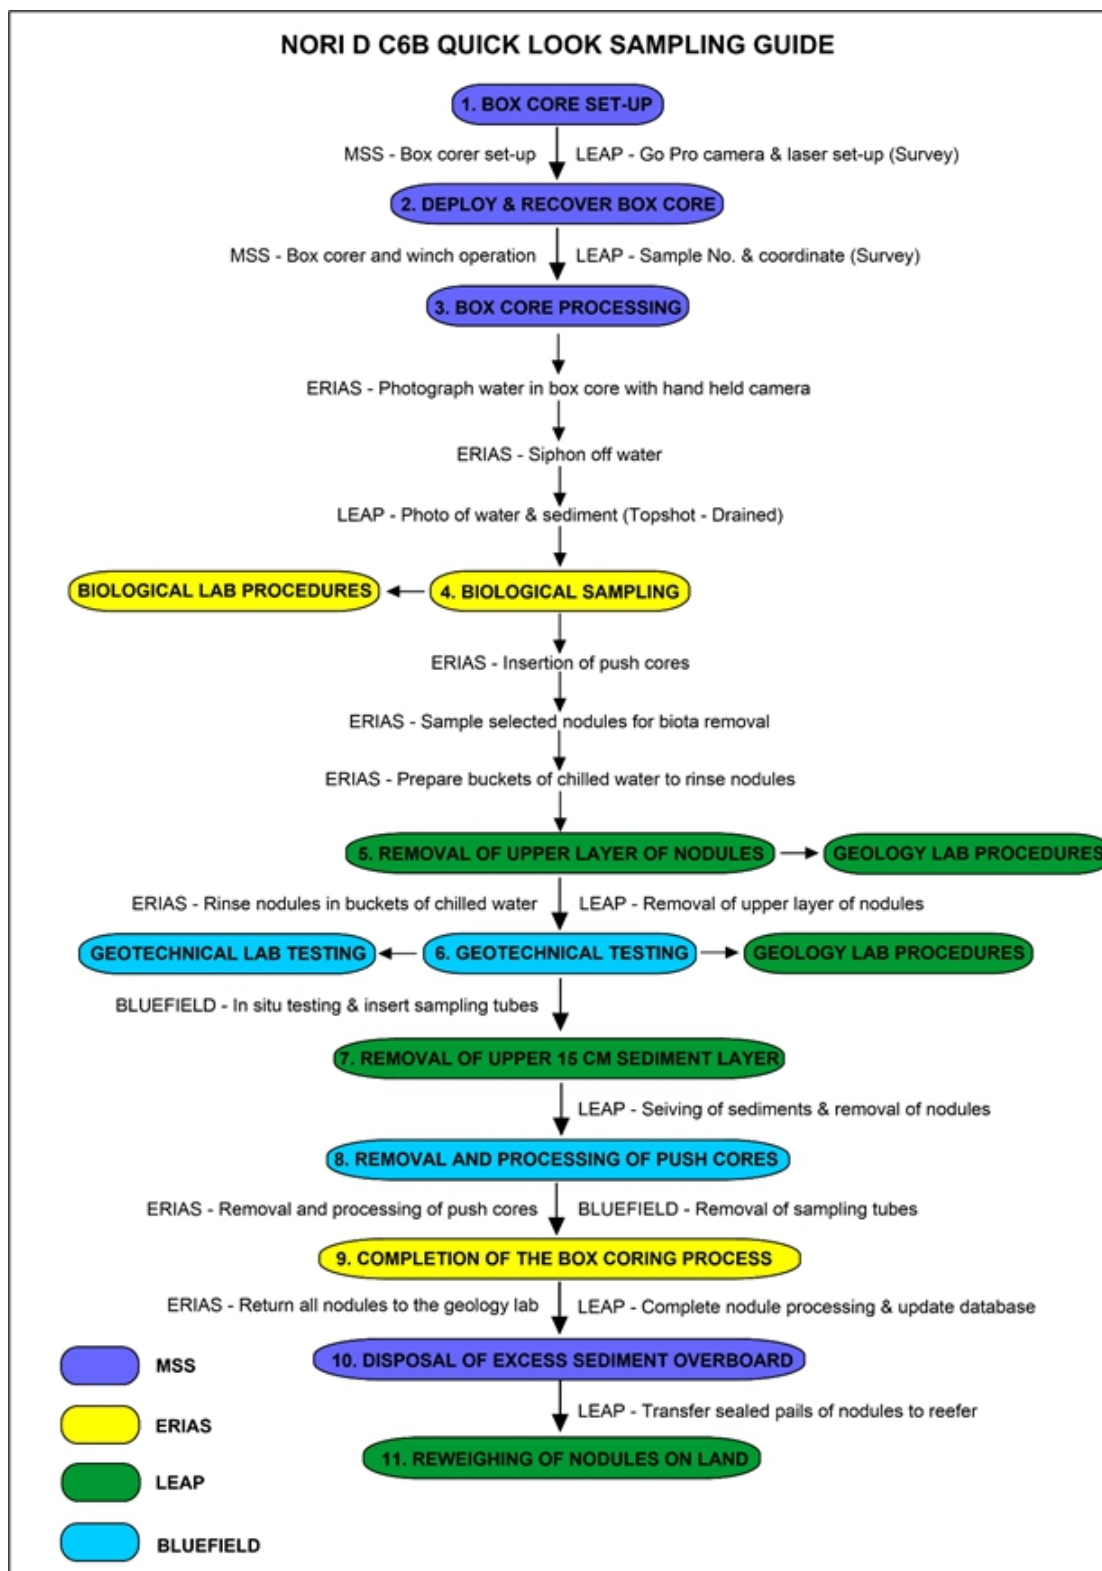 NORI D C6B QUICK LOOK SAMPLING GUIDE
1. BOX CORE SET-UP
MSS - Box corer set-up
LEAP - Go Pro camera & laser set-up (Survey)
2. DEPLOY & RECOVER BOX CORE
MSS - Box corer and winch operation
LEAP - Sample No. & coordinate (Survey)
3. BOX CORE PROCESSING
ERIAS - Photograph water in box core with hand held camera
ERIAS - Siphon off water
LEAP - Photo of water & sediment (Topshot - Drained)
BIOLOGICAL LAB PROCEDURES
4. BIOLOGICAL SAMPLING
ERIAS - Insertion of push cores
ERIAS - Sample selected nodules for biota removal
ERIAS - Prepare buckets of chilled water to rinse nodules
5. REMOVAL OF UPPER LAYER OF NODULES
GEOLOGY LAB PROCEDURES
ERIAS - Rinse nodules in buckets of chilled water
LEAP - Removal of upper layer of nodules
GEOTECHNICAL LAB TESTING
6. GEOTECHNICAL TESTING
GEOLOGY LAB PROCEDURES
BLUEFIELD - In situ testing & insert sampling tubes
7. REMOVAL OF UPPER 15 CM SEDIMENT LAYER
LEAP - Seiving of sediments & removal of nodules
8. REMOVAL AND PROCESSING OF PUSH CORES
ERIAS - Removal and processing of push cores
BLUEFIELD - Removal of sampling tubes
9. COMPLETION OF THE BOX CORING PROCESS
ERIAS - Return all nodules to the geology lab
LEAP - Complete nodule processing & update database
10. DISPOSAL OF EXCESS SEDIMENT OVERBOARD
LEAP - Transfer sealed pails of nodules to reefer
11. REWEIGHING OF NODULES ON LAND
MSS
ERIAS
LEAP
BLUEFIELD